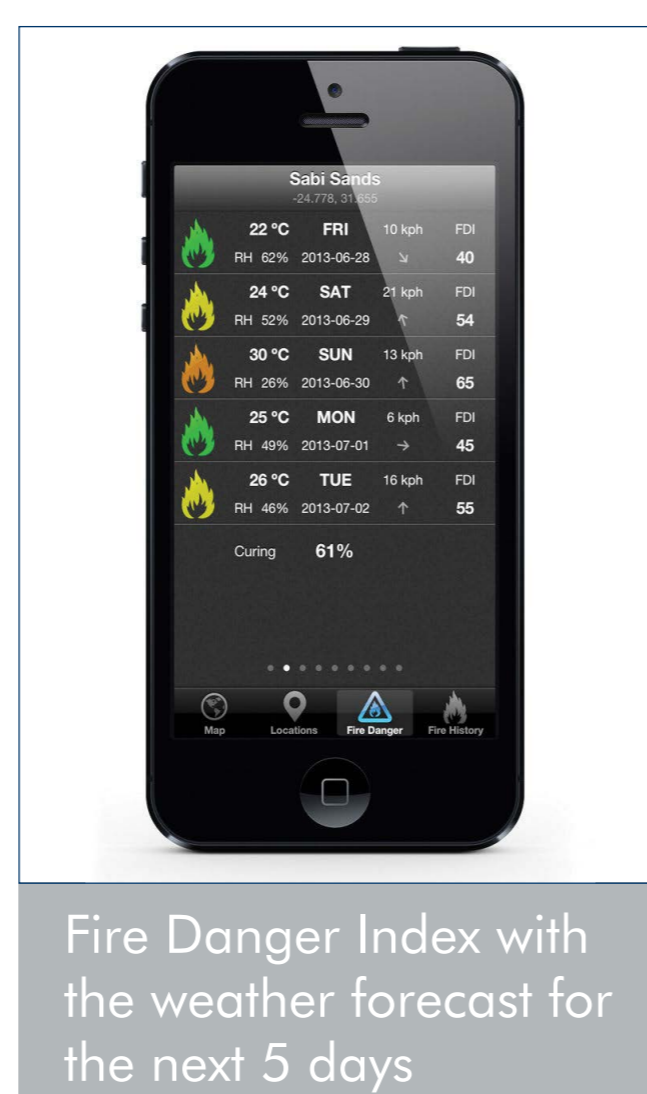 Sabi Sands
-24.778, 31.655
22 °C FRI 10 kph FDI
RH 62% 2013-06-28 ↘ 40
24 °C SAT 21 kph FDI
RH 52% 2013-06-29 ↑ 54
30 °C SUN 13 kph FDI
RH 26% 2013-06-30 ↑ 65
25 °C MON 6 kph FDI
RH 49% 2013-07-01 → 45
26 °C TUE 16 kph FDI
RH 46% 2013-07-02 ↑ 55
Curing 61%
Map Locations Fire Danger Fire History
Fire Danger Index with
the weather forecast for
the next 5 days